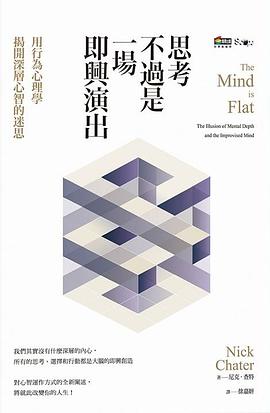 思考
不過是
一場
即興演出
用行為心理學
揭開深層心智的迷思
The
Mind
is
Flat
The Illusion of Mental Depth
and the Improvised Mind
我們其實沒有什麼深層的內心,
所有的思考、選擇和行動都是大腦的即興創造
對心智運作方式的全新闡述,
將就此改變你的人生!
Nick
Chater
著─尼克·查特
譯─徐嘉妍